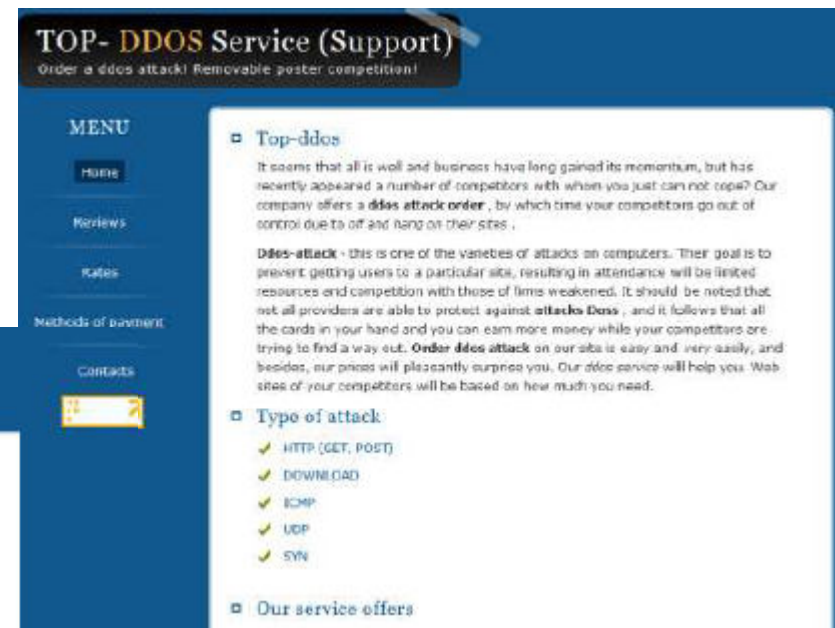 TOP- DDOS Service (Support)
Order a ddos attack! Removable poster competition!
MENU
Home
Reviews
Rates
Methods of payment
Contacts
Top-ddos
It seems that all is well and business have long gained its momentum, but has
recently appeared a number of competitors with whom you just can not cope? Our
company offers a ddos attack order , by which time your competitors go out of
control due to off and hang on their sites .
Ddos-attack - this is one of the varieties of attacks on computers. Their goal is to
prevent getting users to a particular site, resulting in attendance will be limited
resources and competition with those of firms weakened. It should be noted that
not all providers are able to protect against attacks Doss , and it follows that all
the cards in your hand and you can earn more money while your competitors are
trying to find a way out. Order ddos attack on our site is easy and very easily, and
besides, our prices will pleasantly surprise you. Our ddos service will help you. Web
sites of your competitors will be based on how much you need.
Type of attack
HTTP (GET, POST)
DOWNLOAD
ICMP
UDP
SYN
Our service offers